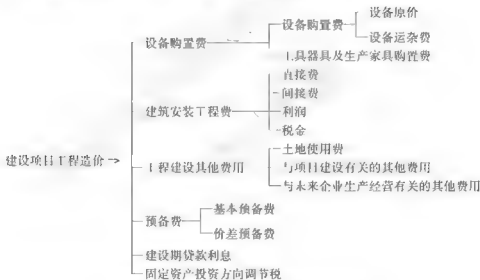 设备原价
设备购置费
设备运杂费
设备购置费
工具器具及生产家具购置费
直接费
间接费
建筑安装工程费
利润
税金
建设项目工程造价
土地使用费
工程建设其他费用
与项目建设有关的其他费用
与未来企业生产经营有关的其他费用
基本预备费
预备费
价差预备费
建设期贷款利息
固定资产投资方向调节税